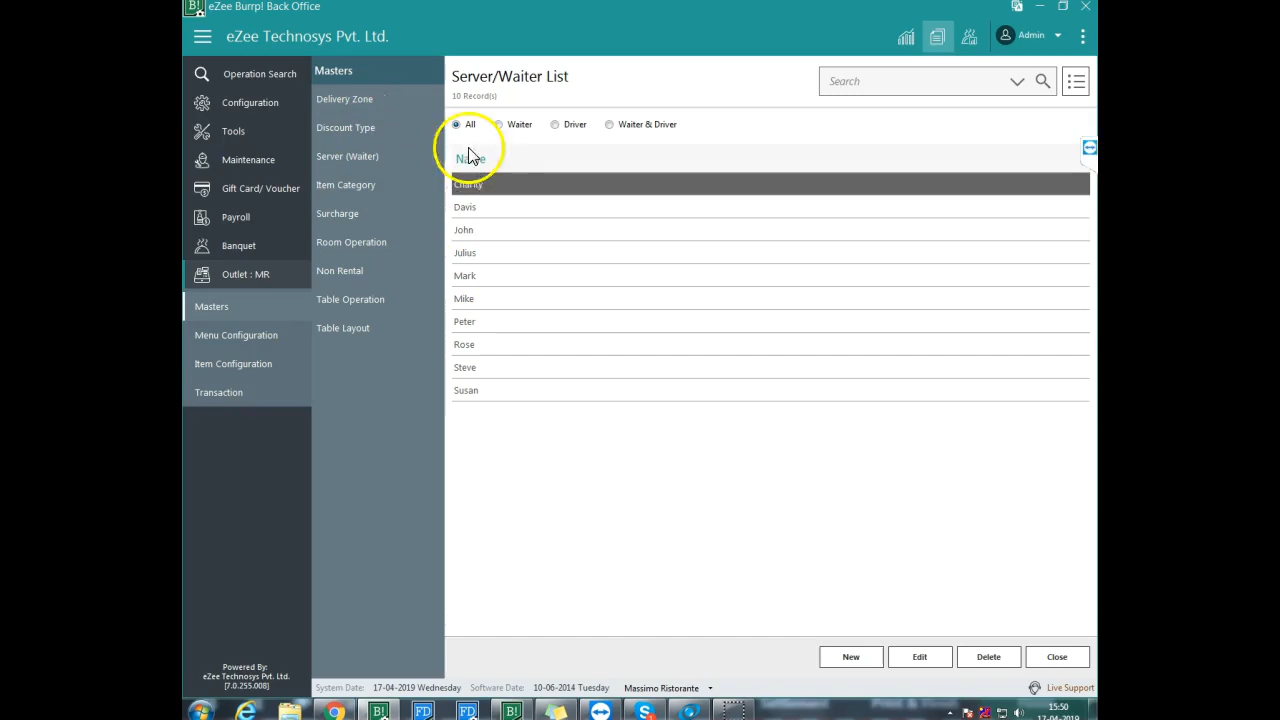 eZee Burrp! Back Office
eZee Technosys Pvt. Ltd.
Admin
Operation Search
Configuration
Tools
Maintenance
Gift Card/ Voucher
Payroll
Banquet
Outlet : MR
Masters
Menu Configuration
Item Configuration
Transaction
Powered By:
eZee Technosys Pvt. Ltd.
[7.0.255.008]
Masters
Delivery Zone
Discount Type
Server (Waiter)
Item Category
Surcharge
Room Operation
Non Rental
Table Operation
Table Layout
Server/Waiter List
10 Record(s)
Search
All Waiter Driver Waiter & Driver
Name
Charity
Davis
John
Julius
Mark
Mike
Peter
Rose
Steve
Susan
New Edit Delete Close
System Date: 17-04-2019 Wednesday Software Date: 10-06-2014 Tuesday Massimo Ristorante Live Support
B! FD FD B!
15:50
17-04-2019